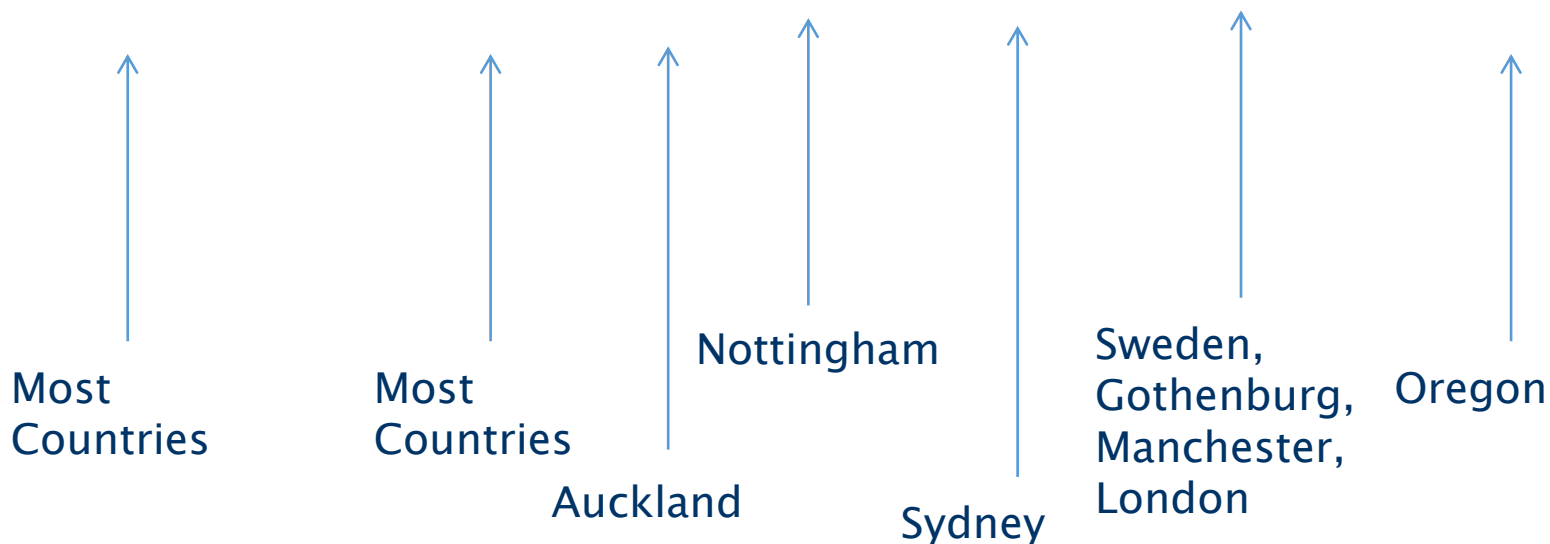 Most
Countries
Most
Countries
Auckland
Nottingham
Sydney
Sweden,
Gothenburg,
Manchester,
London
Oregon